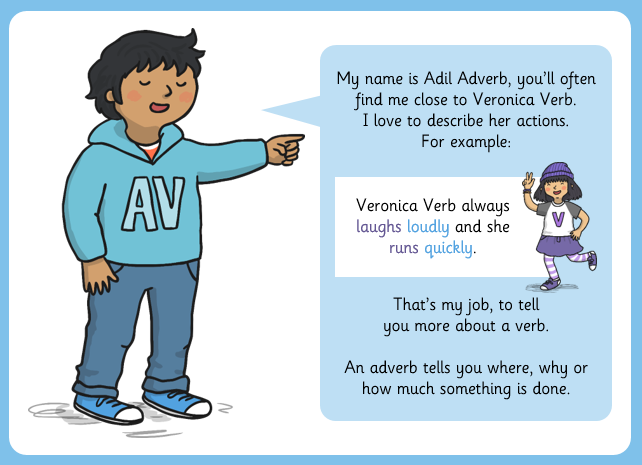 AV
My name is Adil Adverb, you'll often
find me close to Veronica Verb.
I love to describe her actions.
For example:
Veronica Verb always
laughs loudly and she
runs quickly.
V
That's my job, to tell
you more about a verb.
An adverb tells you where, why or
how much something is done.